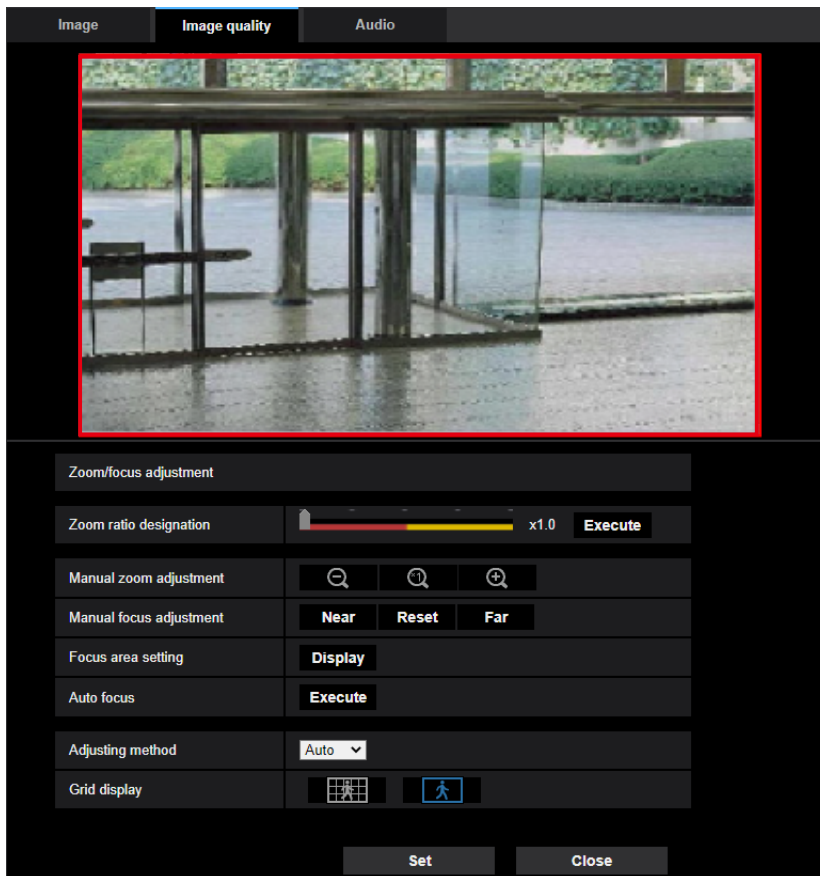 Image Image quality Audio
Zoom/focus adjustment
Zoom ratio designation x1.0 Execute
Manual zoom adjustment ×1
Manual focus adjustment Near Reset Far
Focus area setting Display
Auto focus Execute
Adjusting method Auto
Grid display
Set Close